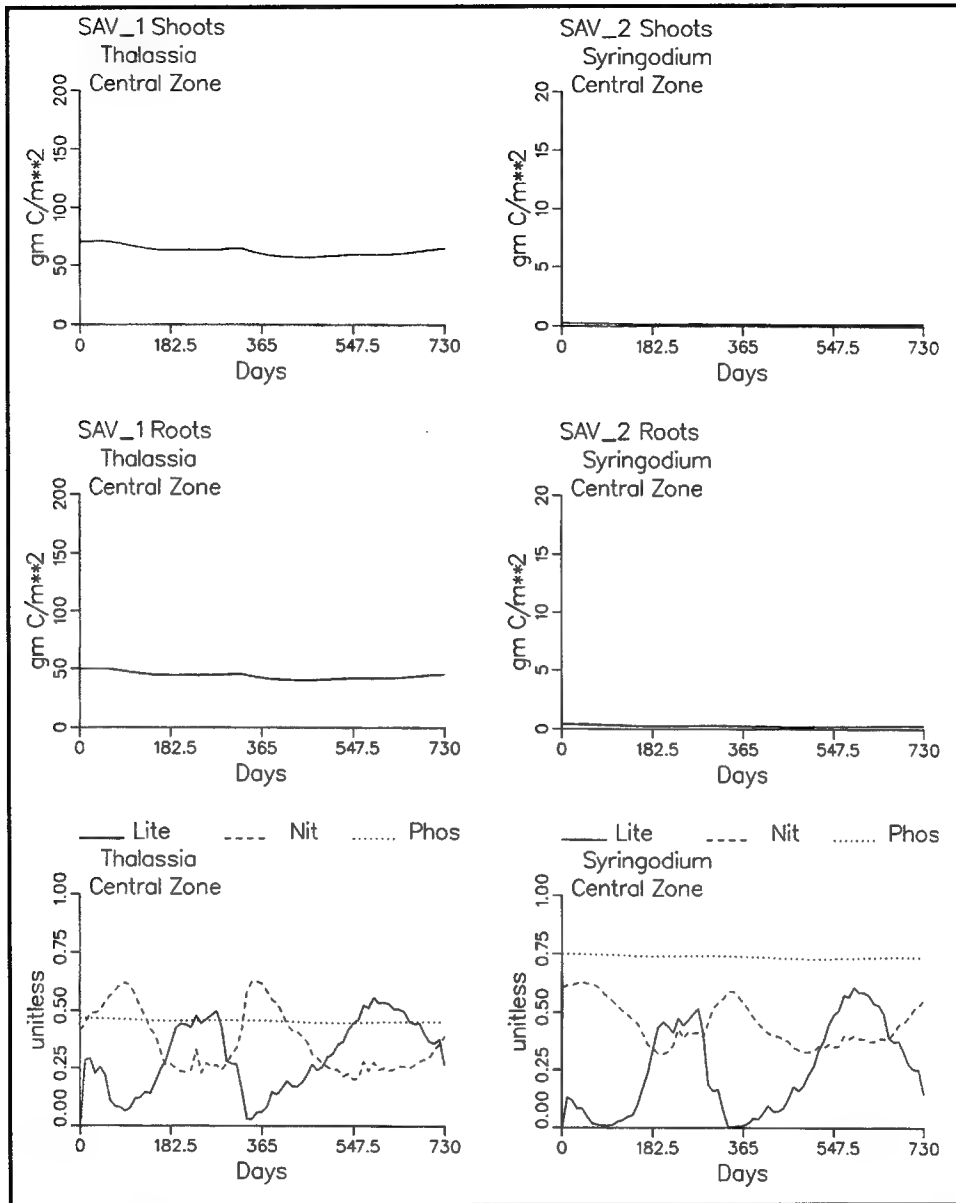 SAV_1 Shoots
Thalassia
Central Zone
gm C/m**2
200
150
100
50
0
0 182.5 365 547.5 730
Days
SAV_2 Shoots
Syringodium
Central Zone
gm C/m**2
20
15
10
5
0
0 182.5 365 547.5 730
Days
SAV_1 Roots
Thalassia
Central Zone
gm C/m**2
200
150
100
50
0
0 182.5 365 547.5 730
Days
SAV_2 Roots
Syringodium
Central Zone
gm C/m**2
20
15
10
5
0
0 182.5 365 547.5 730
Days
Lite Nit Phos
Thalassia
Central Zone
unitless
1.00
0.75
0.50
0.25
0.00
0 182.5 365 547.5 730
Days
Lite Nit Phos
Syringodium
Central Zone
unitless
1.00
0.75
0.50
0.25
0.00
0 182.5 365 547.5 730
Days